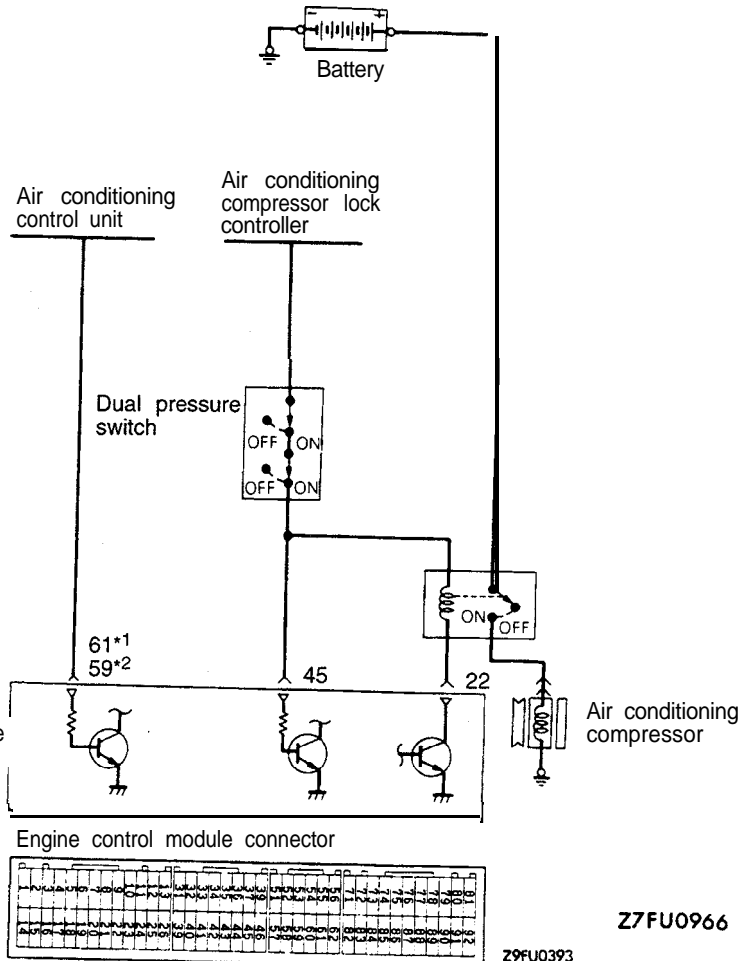 Battery
Air conditioning
control unit
Air conditioning
compressor lock
controller
Dual pressure
switch
OFF ON
OFF ON
ON
OFF
61*1
59*2
45
22
e
Air conditioning
compressor
Engine control module connector
Z7FU0966
Z9FU0393